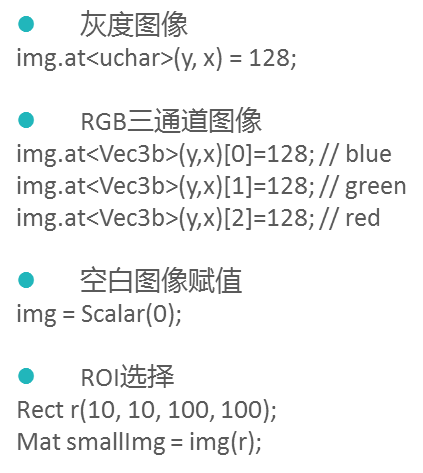 灰度图像
img.at<uchar>(y, x) = 128;
RGB三通道图像
img.at<Vec3b>(y,x)[0]=128; // blue
img.at<Vec3b>(y,x)[1]=128; // green
img.at<Vec3b>(y,x)[2]=128; // red
空白图像赋值
img = Scalar(0);
ROI选择
Rect r(10, 10, 100, 100);
Mat smallImg = img(r);